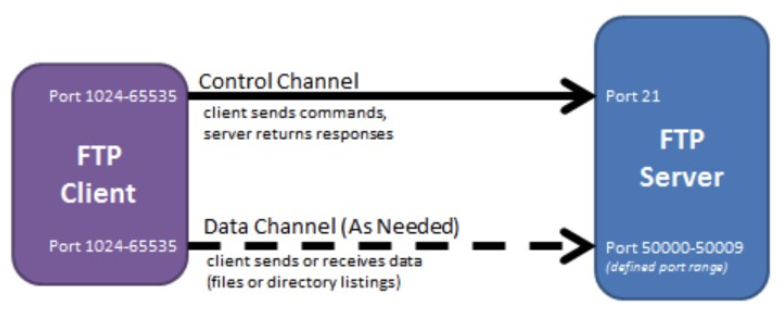 Control Channel
Port 1024-65535
Port 21
client sends commands,
server returns responses
FTP
Client
FTP
Server
Data Channel (As Needed)
Port 1024-65535
Port 50000-50009
client sends or receives data
(files or directory listings)
(defined port range)